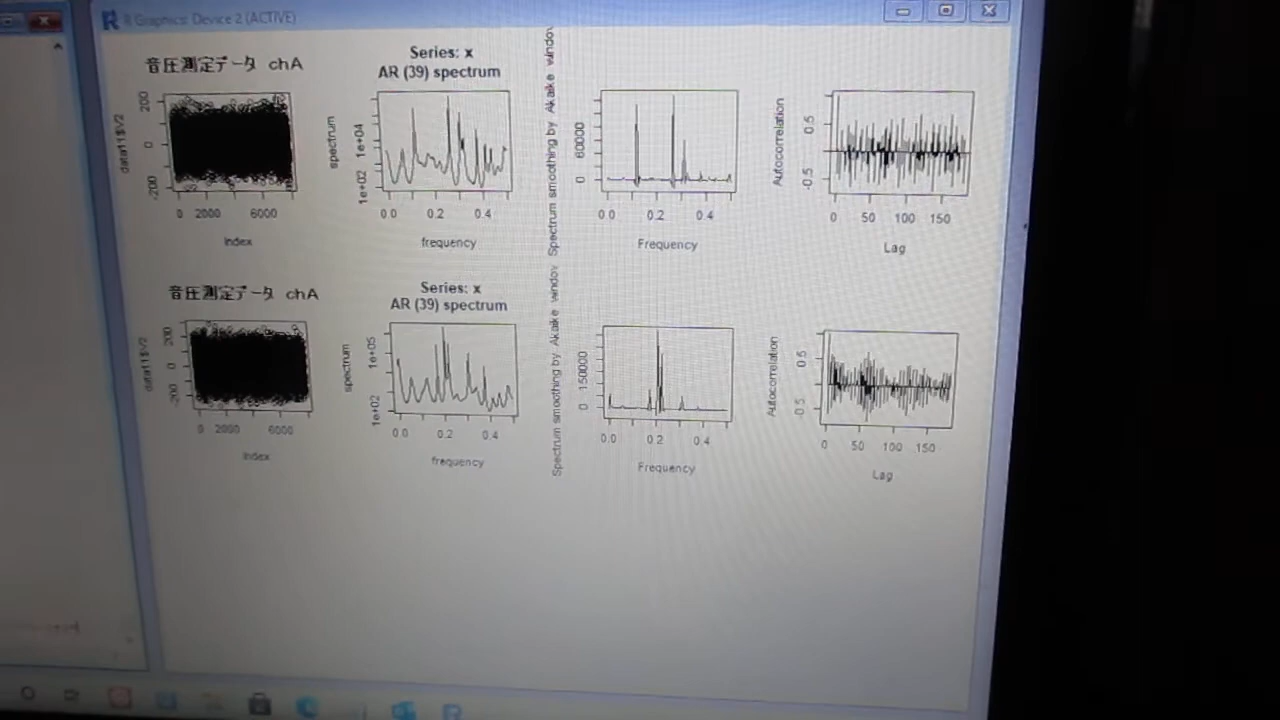 R Graphics: Device 2 (ACTIVE)
音圧測定データ chA
data11$V2
-200 0 200
0 2000 6000
Index
Series: x
AR (39) spectrum
spectrum
1e+02 1e+04
0.0 0.2 0.4
frequency
Spectrum smoothing by Akaike window
0 60000
0.0 0.2 0.4
Frequency
Autocorrelation
-0.5 0.5
0 50 100 150
Lag
音圧測定データ chA
data11$V2
-200 0 200
0 2000 6000
Index
Series: x
AR (39) spectrum
spectrum
1e+02 1e+05
0.0 0.2 0.4
frequency
Spectrum smoothing by Akaike window
0 150000
0.0 0.2 0.4
Frequency
Autocorrelation
-0.5 0.5
0 50 100 150
Lag